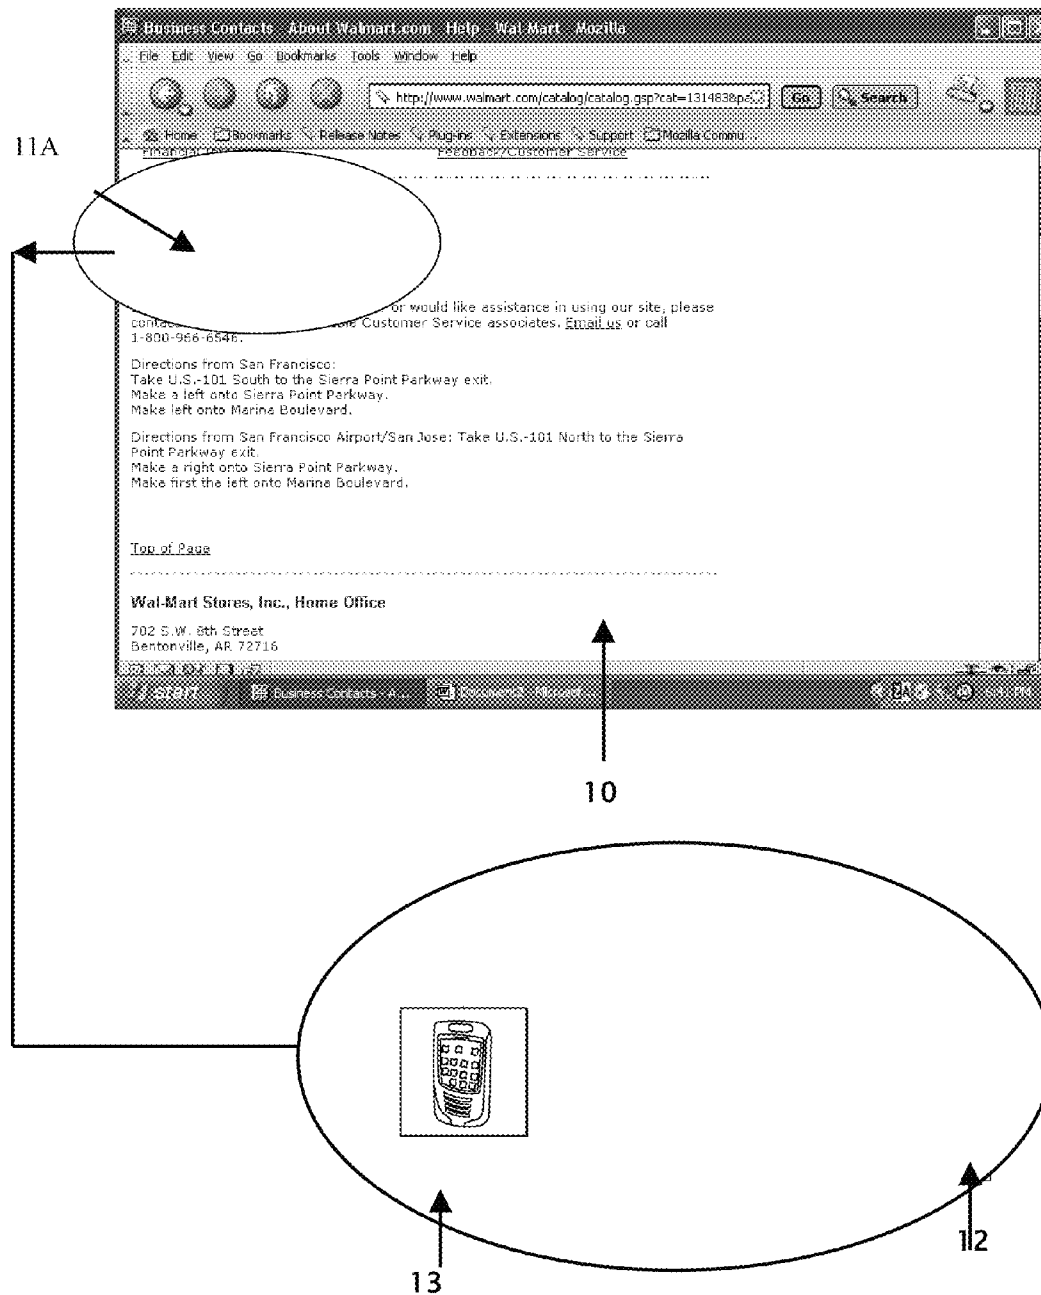 Business Contacts - About Walmart.com - Help - Wal-Mart - Mozilla
File Edit View Go Bookmarks Tools Window Help
http://www.walmart.com/catalog/catalog.gsp?cat=131483&pa
Go
Search
Home Bookmarks Release Notes Plug-ins Extensions Support Mozilla Commu...
11A
Feedback/Customer Service
or would like assistance in using our site, please
Customer Service associates. Email us or call
1-800-966-6546.
Directions from San Francisco:
Take U.S.-101 South to the Sierra Point Parkway exit.
Make a left onto Sierra Point Parkway.
Make left onto Marina Boulevard.
Directions from San Francisco Airport/San Jose: Take U.S.-101 North to the Sierra
Point Parkway exit.
Make a right onto Sierra Point Parkway.
Make first the left onto Marina Boulevard.
Top of Page
Wal-Mart Stores, Inc., Home Office
702 S.W. 8th Street
Bentonville, AR 72716
start
Business Contacts - A...
10
12
13